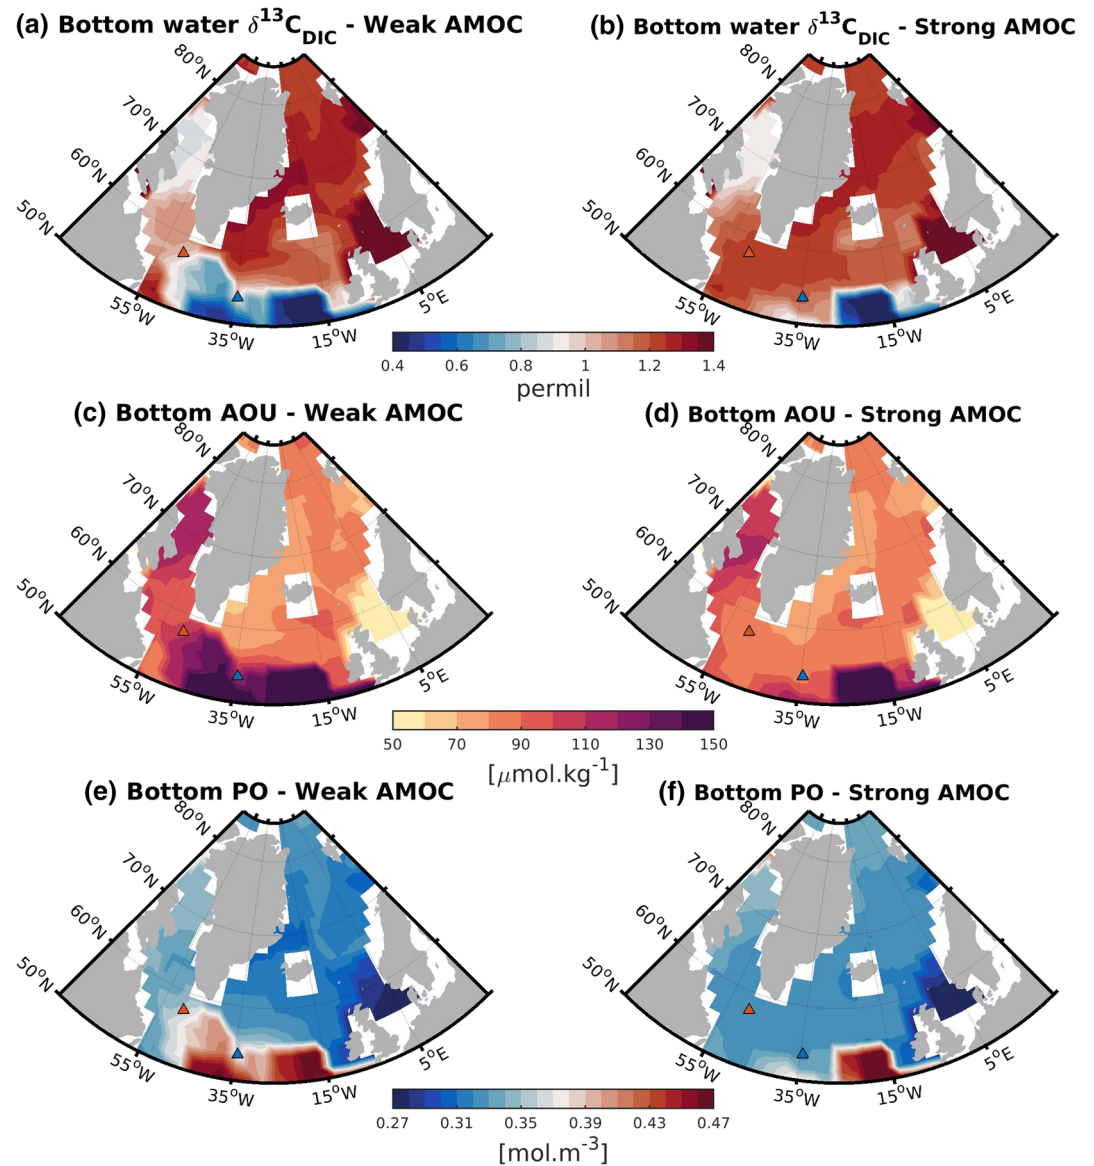 (a) Bottom water δ¹³C_DIC - Weak AMOC
(b) Bottom water δ¹³C_DIC - Strong AMOC
80°N
70°N
60°N
50°N
55°W
35°W
15°W
5°E
80°N
70°N
60°N
50°N
55°W
35°W
15°W
5°E
0.4 0.6 0.8 1 1.2 1.4
permil
(c) Bottom AOU - Weak AMOC
(d) Bottom AOU - Strong AMOC
80°N
70°N
60°N
50°N
55°W
35°W
15°W
5°E
80°N
70°N
60°N
50°N
55°W
35°W
15°W
5°E
50 70 90 110 130 150
[μmol.kg⁻¹]
(e) Bottom PO - Weak AMOC
(f) Bottom PO - Strong AMOC
80°N
70°N
60°N
50°N
55°W
35°W
15°W
5°E
80°N
70°N
60°N
50°N
55°W
35°W
15°W
5°E
0.27 0.31 0.35 0.39 0.43 0.47
[mol.m⁻³]